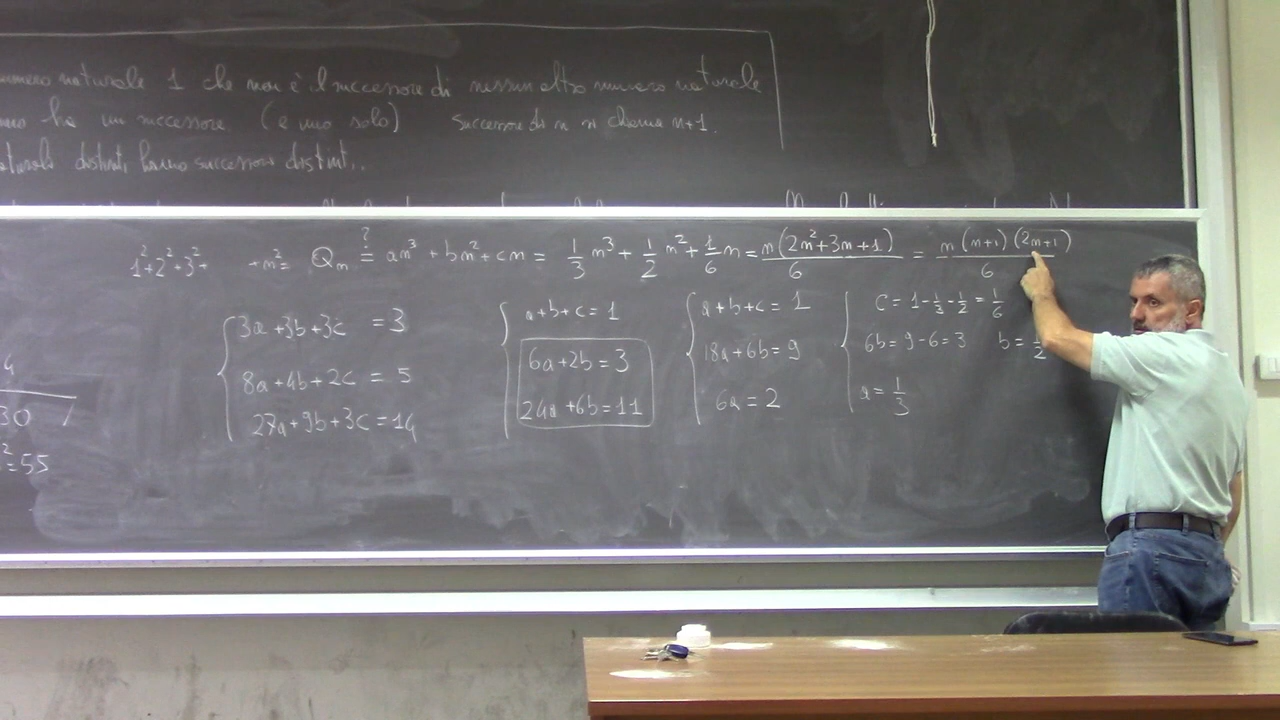 numero naturale 1 che non è il successore di nessun altro numero naturale
ha un successore (e uno solo) successore di n si chiama n+1.
distinti hanno successori distinti.
1²+2²+3²+ +n²= Qₙ ≟ an³+bn²+cn = 1/3 n³ + 1/2 n² + 1/6 n = n(2n²+3n+1)/6 = n(n+1)(2n+1)/6
{ 3a+3b+3c = 3
8a+4b+2c = 5
27a+9b+3c = 14
{ a+b+c = 1
6a+2b = 3
24a+6b = 11
{ a+b+c = 1
18a+6b = 9
6a = 2
{ c = 1 - 1/3 - 1/2 = 1/6
6b = 9-6 = 3 b = 1/2
a = 1/3
4
30
²=55